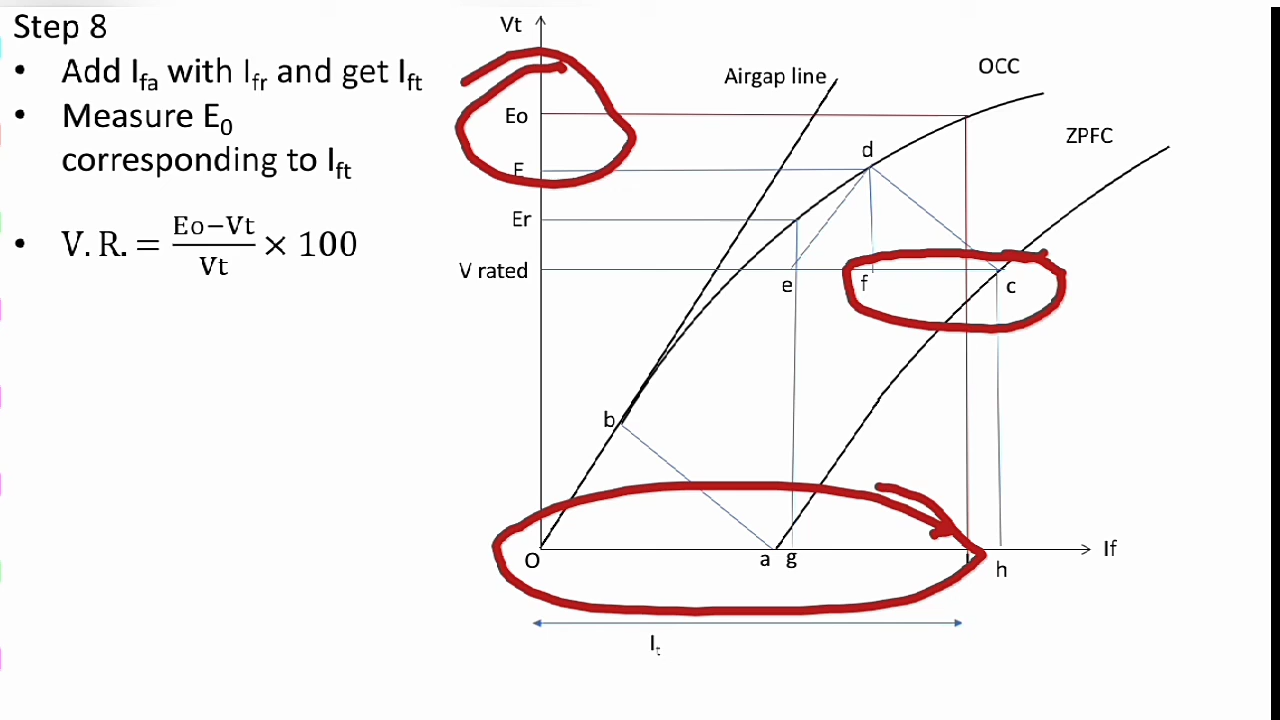 Step 8
• Add Ifa with Ifr and get Ift
• Measure E0
corresponding to Ift
• V. R. = Eo−Vt / Vt × 100
Vt
Airgap line
OCC
Eo
ZPFC
d
E
Er
V rated
e
f
c
b
O
a
g
h
If
It